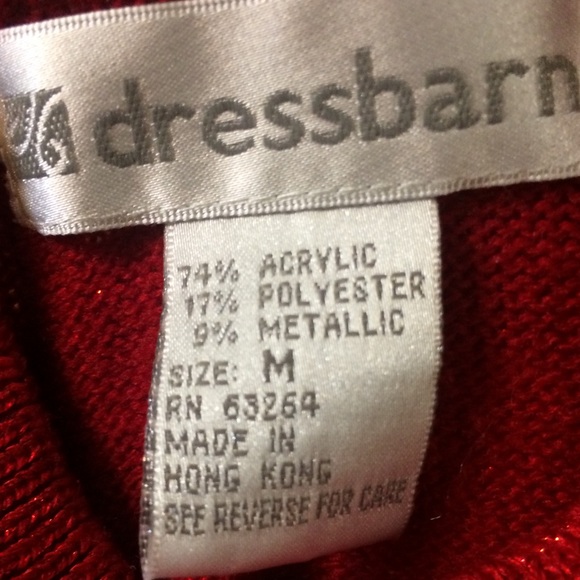 dressbarn
74% ACRYLIC
17% POLYESTER
9% METALLIC
SIZE: M
RN 63264
MADE IN
HONG KONG
SEE REVERSE FOR CARE